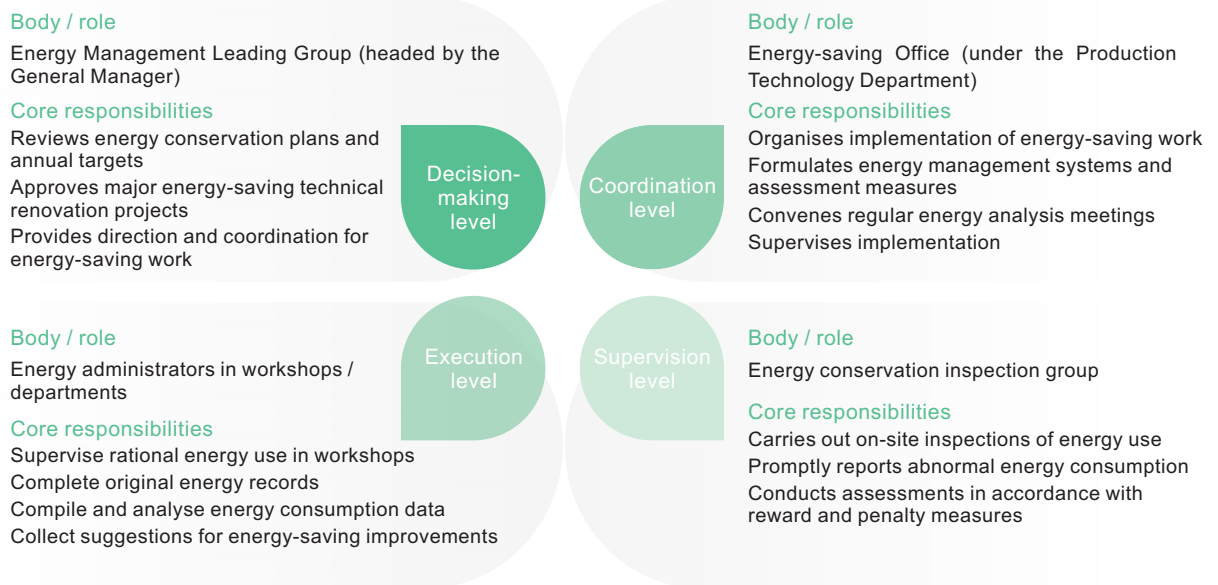 Body / role
Energy Management Leading Group (headed by the
General Manager)
Core responsibilities
Reviews energy conservation plans and
annual targets
Approves major energy-saving technical
renovation projects
Provides direction and coordination for
energy-saving work
Decision-
making
level
Coordination
level
Body / role
Energy-saving Office (under the Production
Technology Department)
Core responsibilities
Organises implementation of energy-saving work
Formulates energy management systems and
assessment measures
Convenes regular energy analysis meetings
Supervises implementation
Body / role
Energy administrators in workshops /
departments
Core responsibilities
Supervise rational energy use in workshops
Complete original energy records
Compile and analyse energy consumption data
Collect suggestions for energy-saving improvements
Execution
level
Supervision
level
Body / role
Energy conservation inspection group
Core responsibilities
Carries out on-site inspections of energy use
Promptly reports abnormal energy consumption
Conducts assessments in accordance with
reward and penalty measures